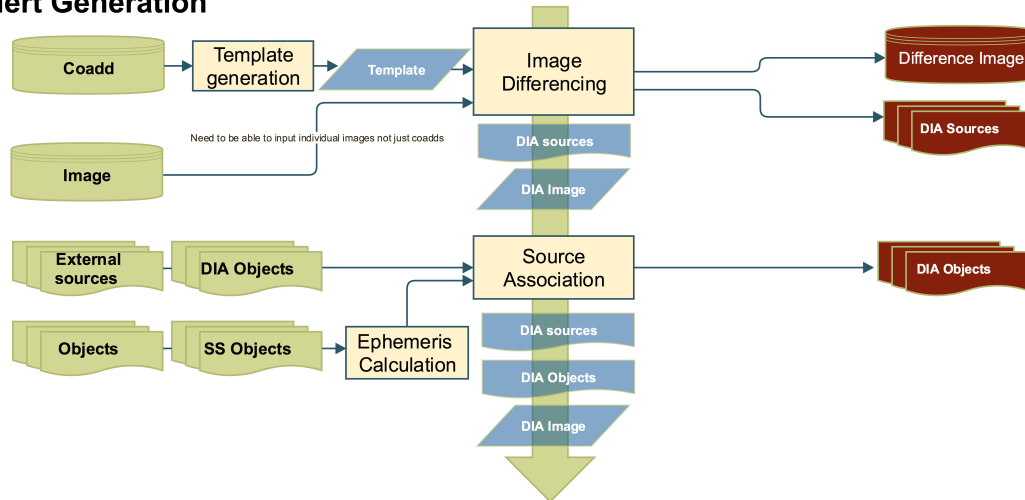 Generation
Coadd
Template
generation
Template
Image
Differencing
Difference Image
DIA Sources
Need to be able to input individual images not just coadds
DIA sources
Image
DIA Image
External
sources
DIA Objects
Source
Association
DIA Objects
Objects
SS Objects
Ephemeris
Calculation
DIA sources
DIA Objects
DIA Image